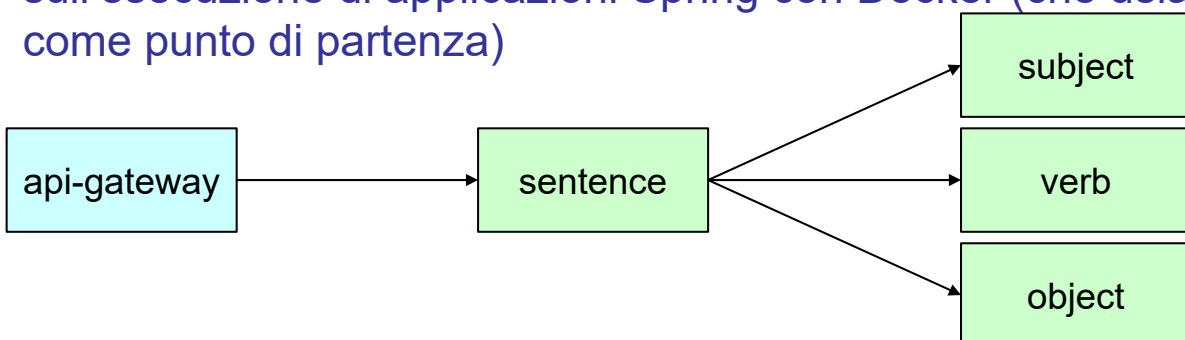 come punto di partenza)
subject
api-gateway
sentence
verb
object